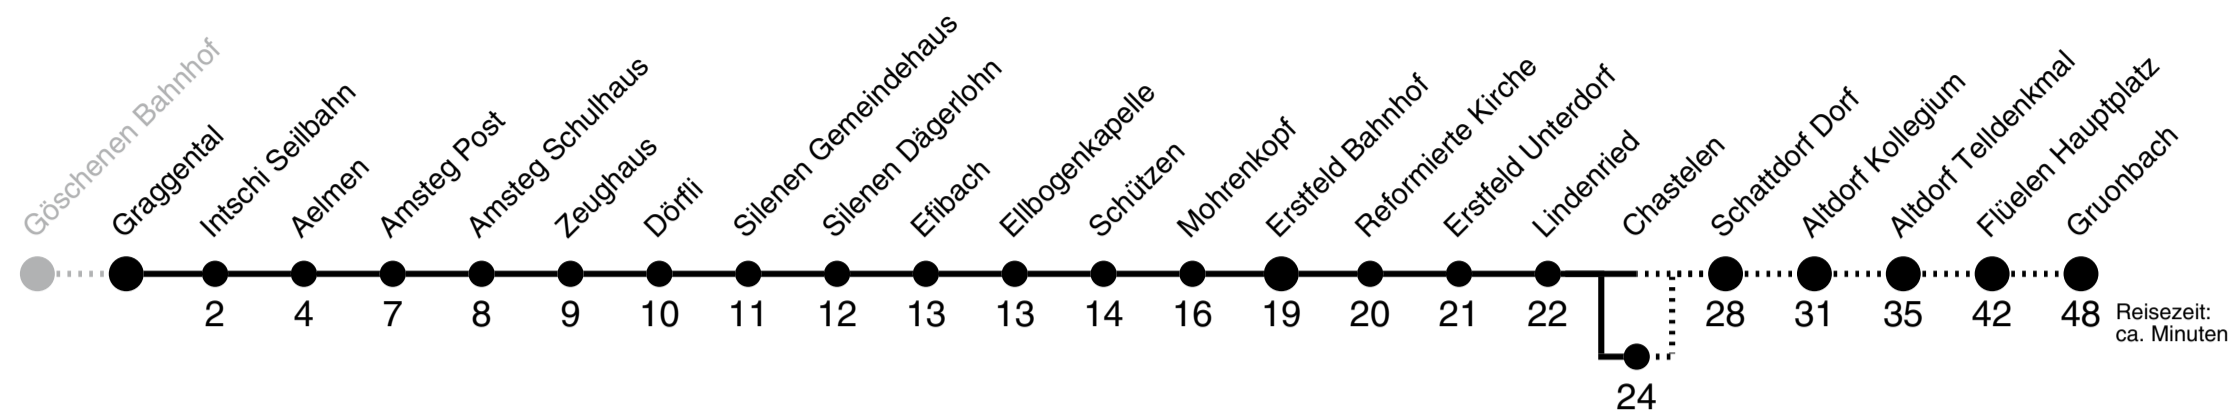 Göschenen Bahnhof
Graggental
Intschi Seilbahn
Aelmen
Amsteg Post
Amsteg Schulhaus
Zeughaus
Dörfli
Silenen Gemeindehaus
Silenen Dägerlohn
Efibach
Ellbogenkapelle
Schützen
Mohrenkopf
Erstfeld Bahnhof
Reformierte Kirche
Erstfeld Unterdorf
Lindenried
Chastelen
Schattdorf Dorf
Altdorf Kollegium
Altdorf Telldenkmal
Flüelen Hauptplatz
Gruonbach
2 4 7 8 9 10 11 12 13 13 14 16 19 20 21 22 28 31 35 42 48
Reisezeit:
ca. Minuten
24